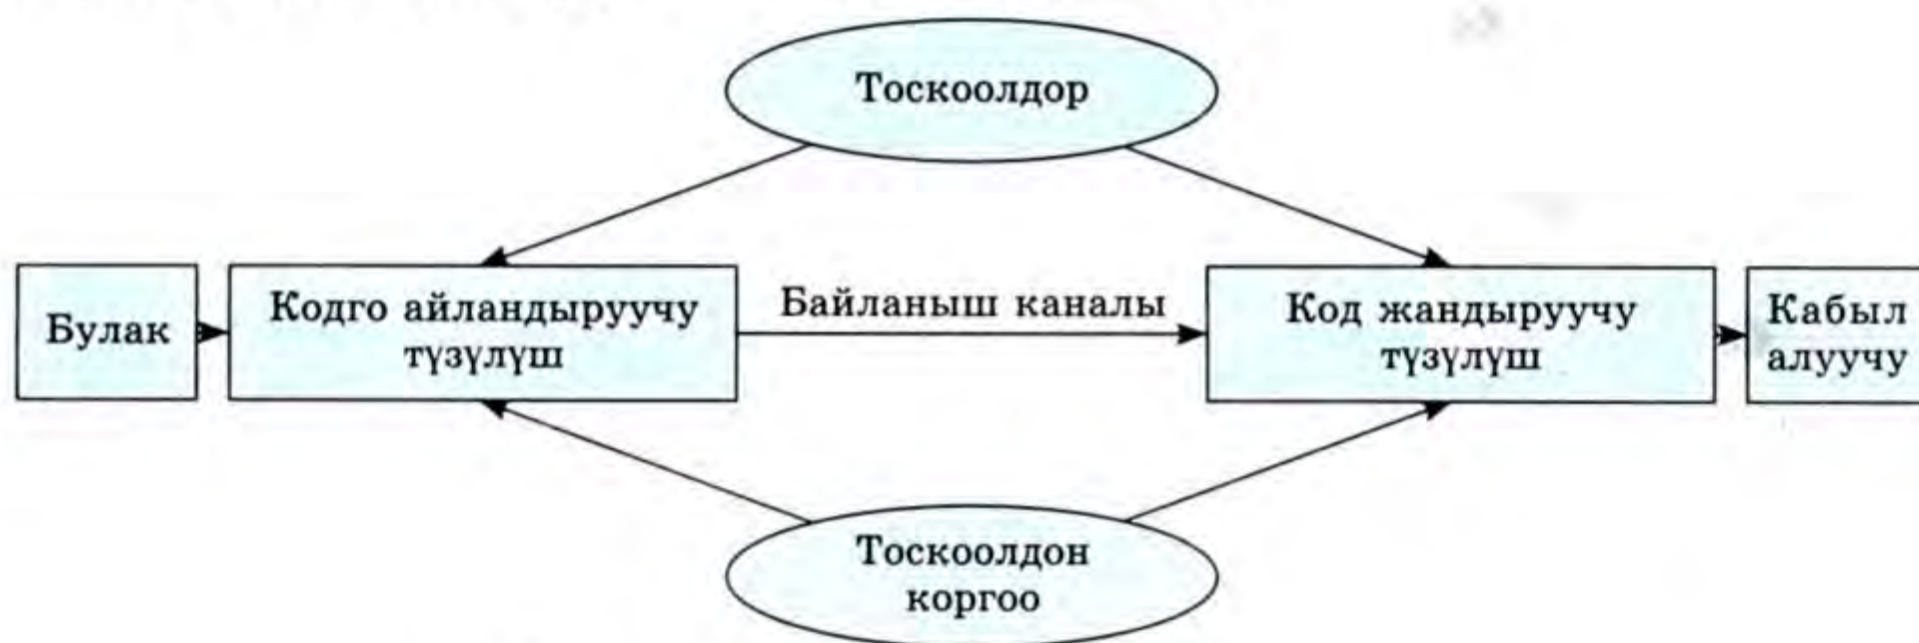 Тоскоолдор
Булак
Кодго айландыруучу
түзүлүш
Байланыш каналы
Код жандыруучу
түзүлүш
Кабыл
алуучу
Тоскоолдон
коргоо